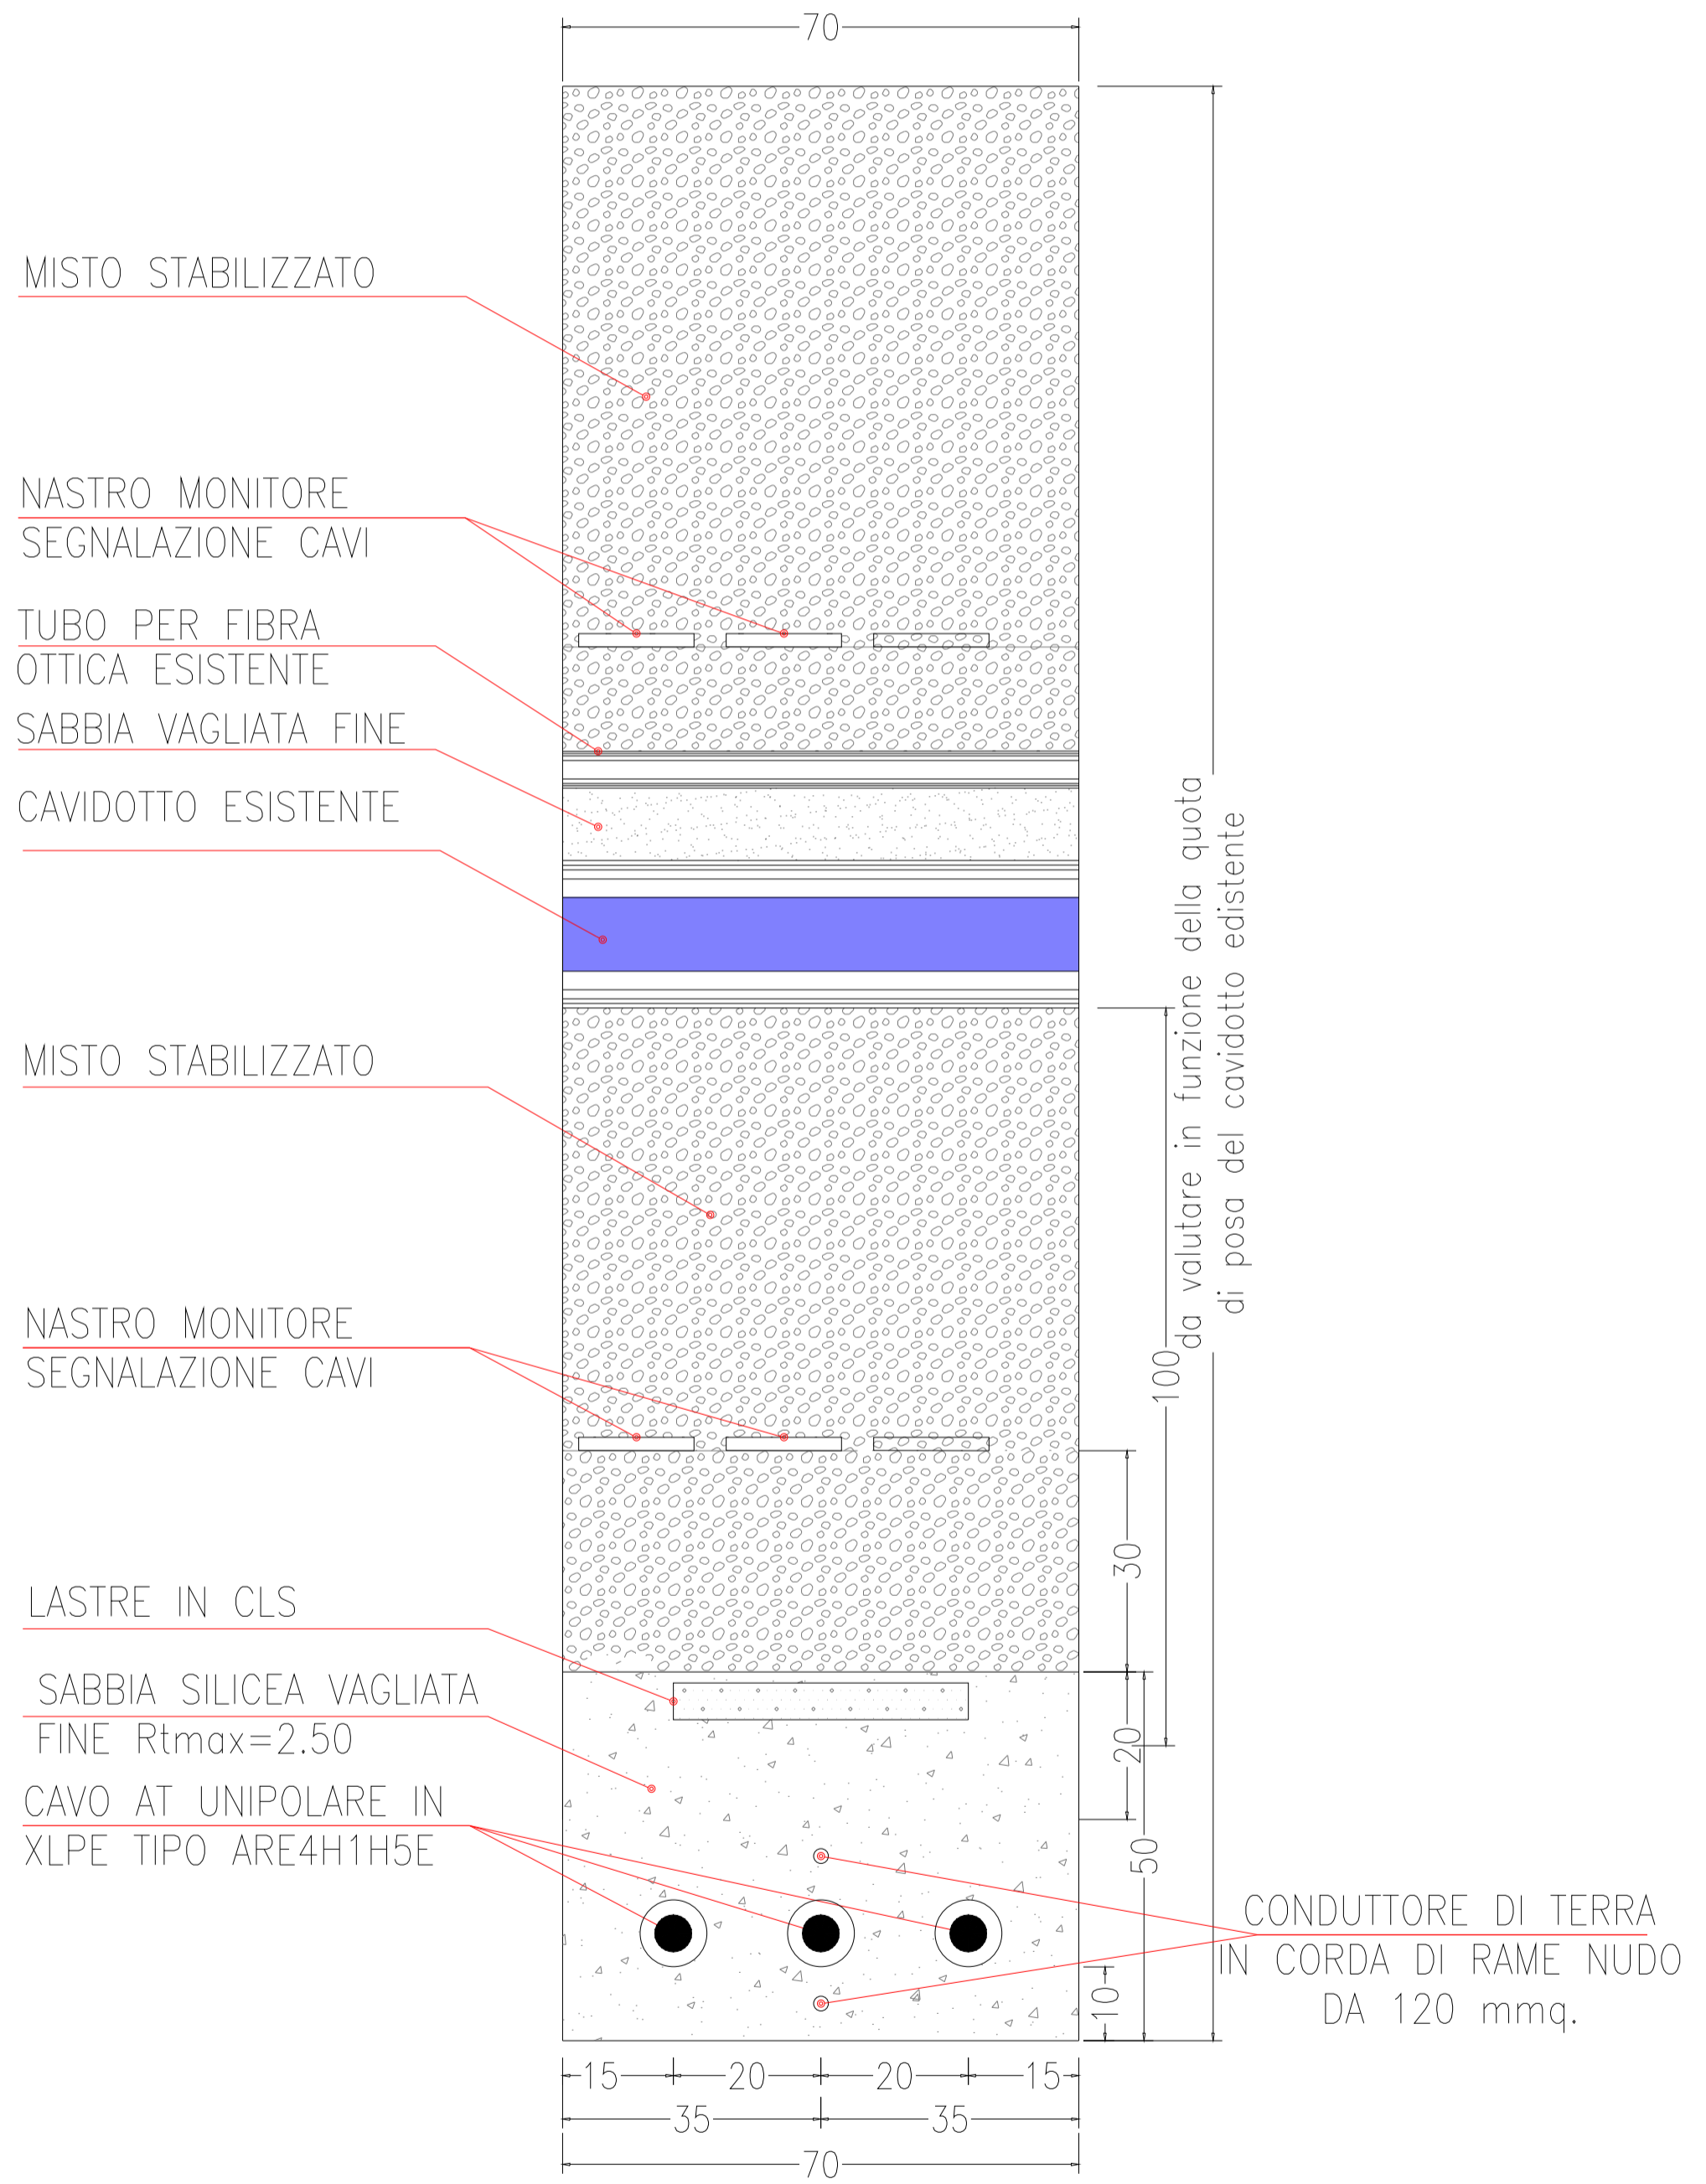 70
MISTO STABILIZZATO
NASTRO MONITORE
SEGNALAZIONE CAVI
TUBO PER FIBRA
OTTICA ESISTENTE
SABBIA VAGLIATA FINE
CAVIDOTTO ESISTENTE
da valutare in funzione della quota
di posa del cavidotto edistente
MISTO STABILIZZATO
100
NASTRO MONITORE
SEGNALAZIONE CAVI
30
LASTRE IN CLS
SABBIA SILICEA VAGLIATA
FINE Rtmax=2.50
20
CAVO AT UNIPOLARE IN
XLPE TIPO ARE4H1H5E
50
CONDUTTORE DI TERRA
IN CORDA DI RAME NUDO
DA 120 mmq.
10
15 20 20 15
35 35
70